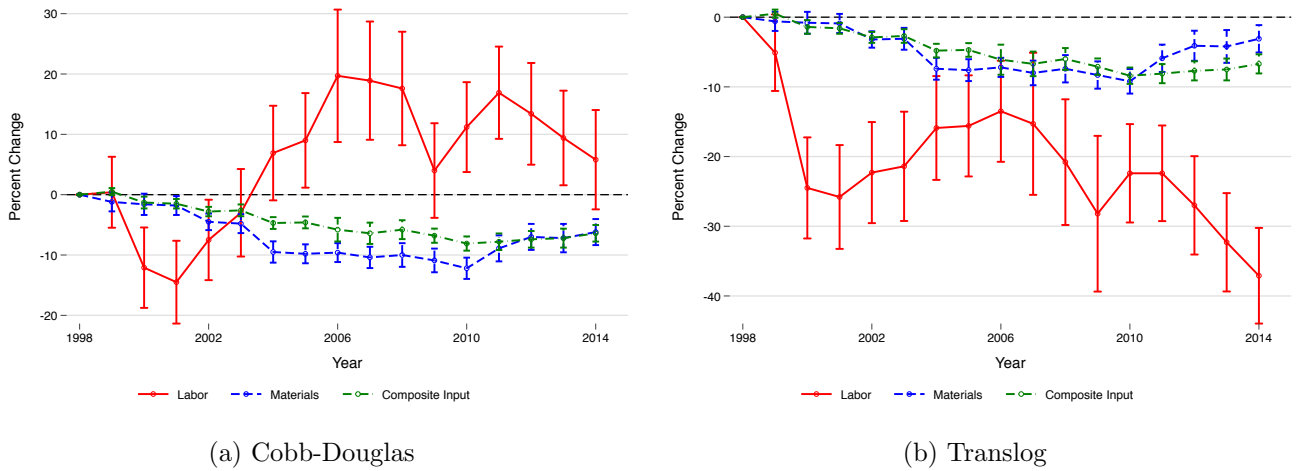 30
20
10
0
-10
-20
Percent Change
1998
2002
2006
2010
2014
Year
Labor
Materials
Composite Input
(a) Cobb-Douglas
0
-10
-20
-30
-40
Percent Change
1998
2002
2006
2010
2014
Year
Labor
Materials
Composite Input
(b) Translog